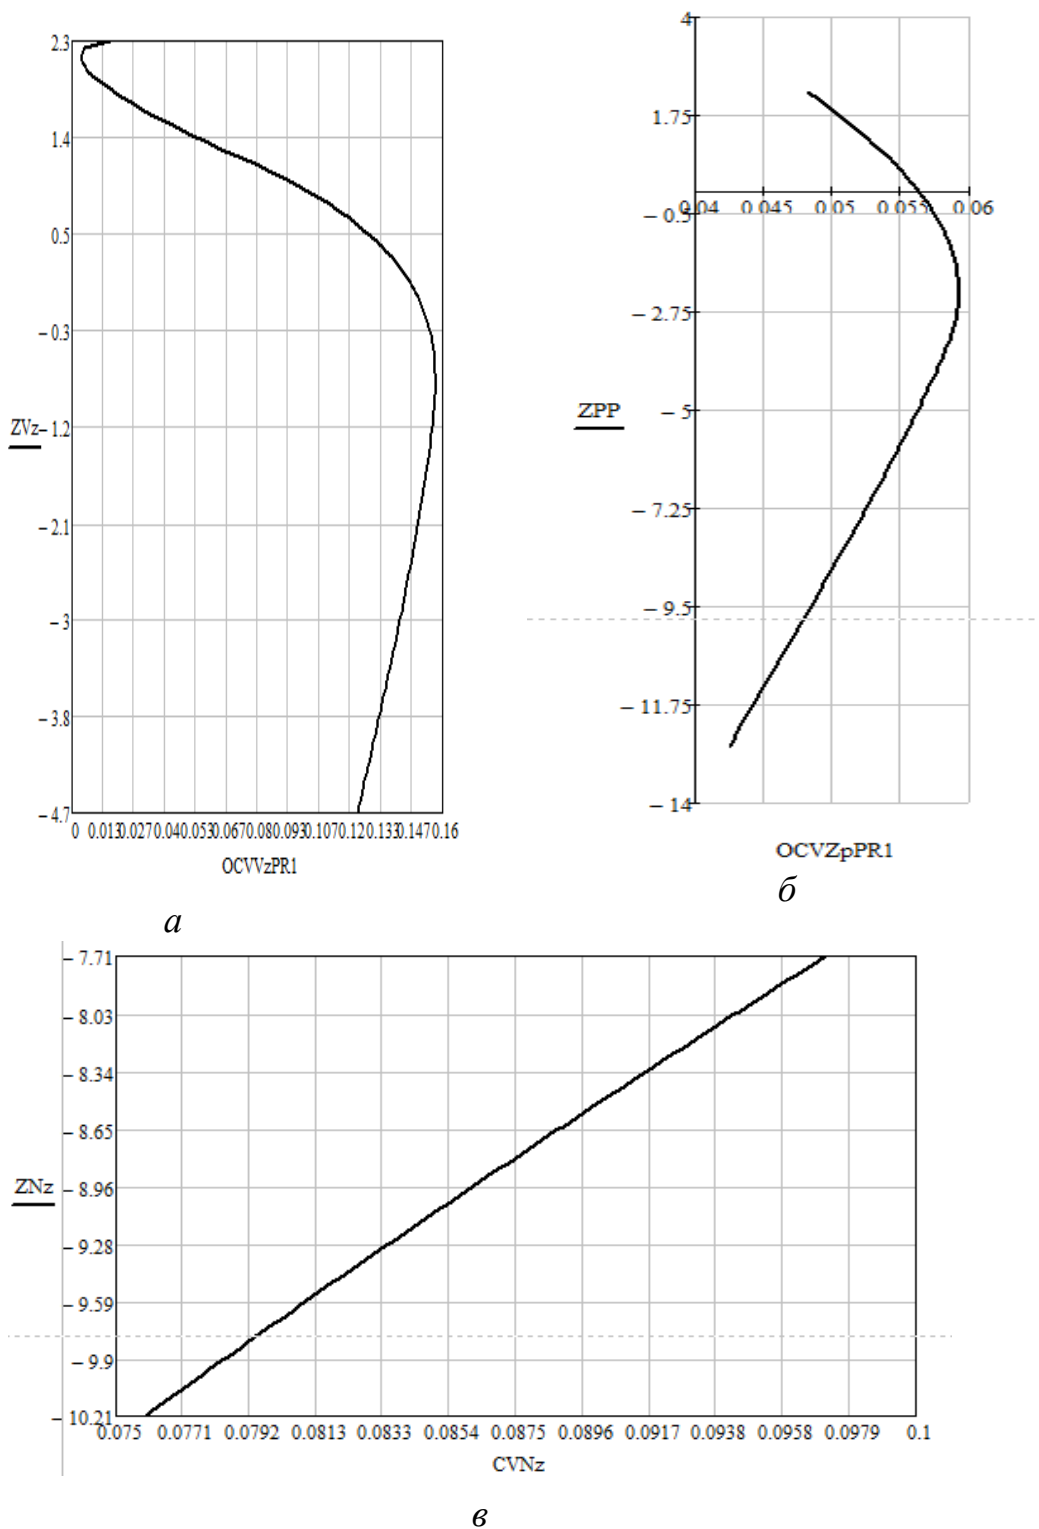 2.3
1.4
0.5
− 0.3
ZVz − 1.2
− 2.1
− 3
− 3.8
− 4.7
0 0.013 0.027 0.04 0.053 0.067 0.08 0.093 0.107 0.12 0.133 0.147 0.16
OCVVzPR1
а
4
1.75
0.04 0.045 0.05 0.055 0.06
− 0.5
− 2.75
ZPP − 5
− 7.25
− 9.5
− 11.75
− 14
OCVZpPR1
б
− 7.71
− 8.03
− 8.34
− 8.65
ZNz − 8.96
− 9.28
− 9.59
− 9.9
− 10.21
0.075 0.0771 0.0792 0.0813 0.0833 0.0854 0.0875 0.0896 0.0917 0.0938 0.0958 0.0979 0.1
CVNz
в